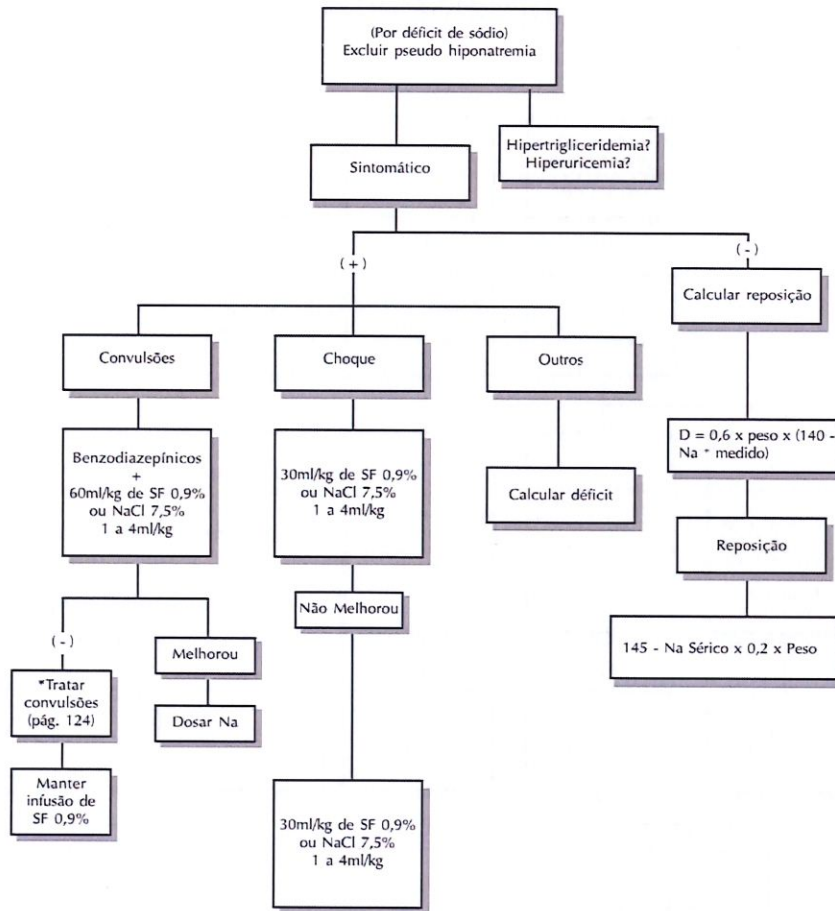 (Por déficit de sódio)
Excluir pseudo hiponatremia
Hipertrigliceridemia?
Hiperuricemia?
Sintomático
(+)
(-)
Calcular reposição
Convulsões
Choque
Outros
Benzodiazepínicos
+
60ml/kg de SF 0,9%
ou NaCl 7,5%
1 a 4ml/kg
30ml/kg de SF 0,9%
ou NaCl 7,5%
1 a 4ml/kg
Calcular déficit
D = 0,6 x peso x (140 -
Na + medido)
Reposição
Não Melhorou
145 - Na Sérico x 0,2 x Peso
(-)
Melhorou
*Tratar
convulsões
(pág. 124)
Dosar Na
Manter
infusão de
SF 0,9%
30ml/kg de SF 0,9%
ou NaCl 7,5%
1 a 4ml/kg